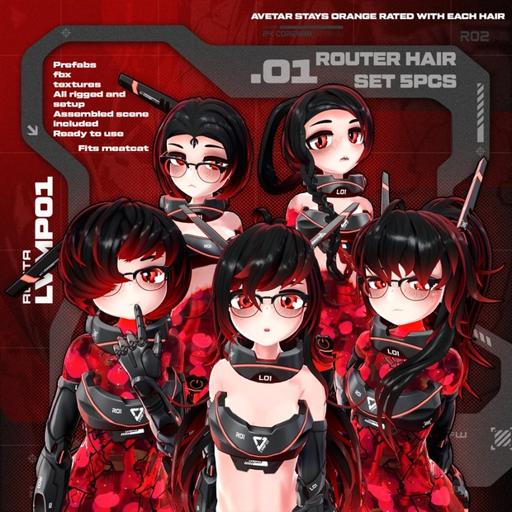 AVETAR STAYS ORANGE RATED WITH EACH HAIR
R02
.01 ROUTER HAIR
SET 5PCS
Prefabs
fbx
textures
All rigged and
setup
Assembled scene
included
Ready to use
Fits meatcat
LVMP01
L01
L01
L01
R01
R01